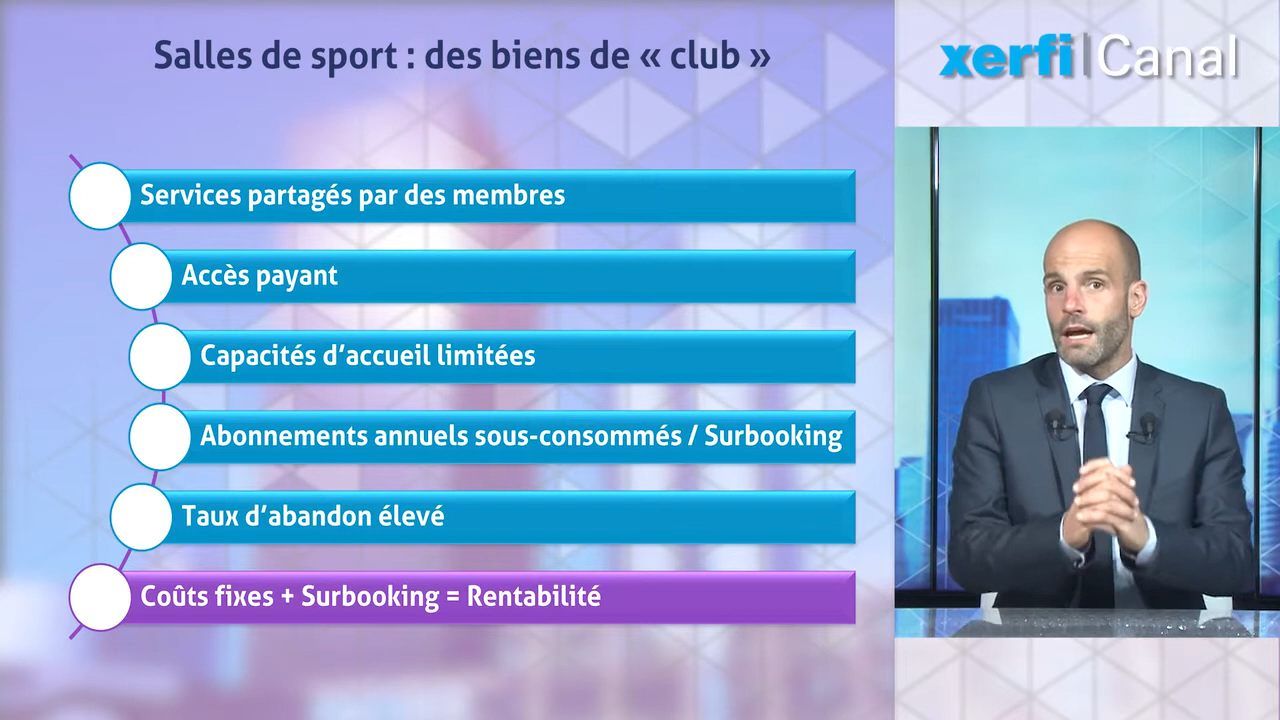 Salles de sport : des biens de « club »
xerfi Canal
Services partagés par des membres
Accès payant
Capacités d’accueil limitées
Abonnements annuels sous-consommés / Surbooking
Taux d’abandon élevé
Coûts fixes + Surbooking = Rentabilité